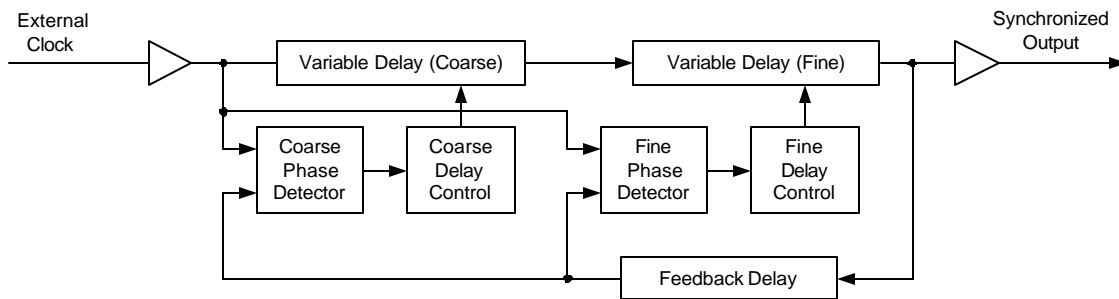 External
Clock
Synchronized
Output
Variable Delay (Coarse)
Variable Delay (Fine)
Coarse
Phase
Detector
Coarse
Delay
Control
Fine
Phase
Detector
Fine
Delay
Control
Feedback Delay